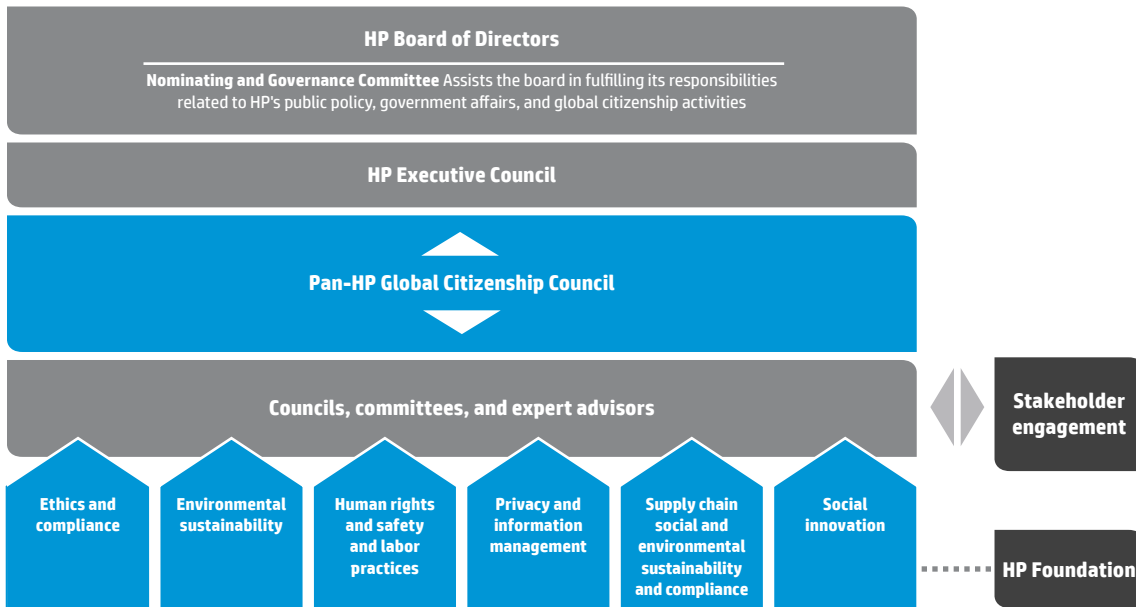 HP Board of Directors
Nominating and Governance Committee Assists the board in fulfilling its responsibilities
related to HP's public policy, government affairs, and global citizenship activities
HP Executive Council
Pan-HP Global Citizenship Council
Councils, committees, and expert advisors
Stakeholder
engagement
Ethics and
compliance
Environmental
sustainability
Human rights
and safety
and labor
practices
Privacy and
information
management
Supply chain
social and
environmental
sustainability
and compliance
Social
innovation
HP Foundation